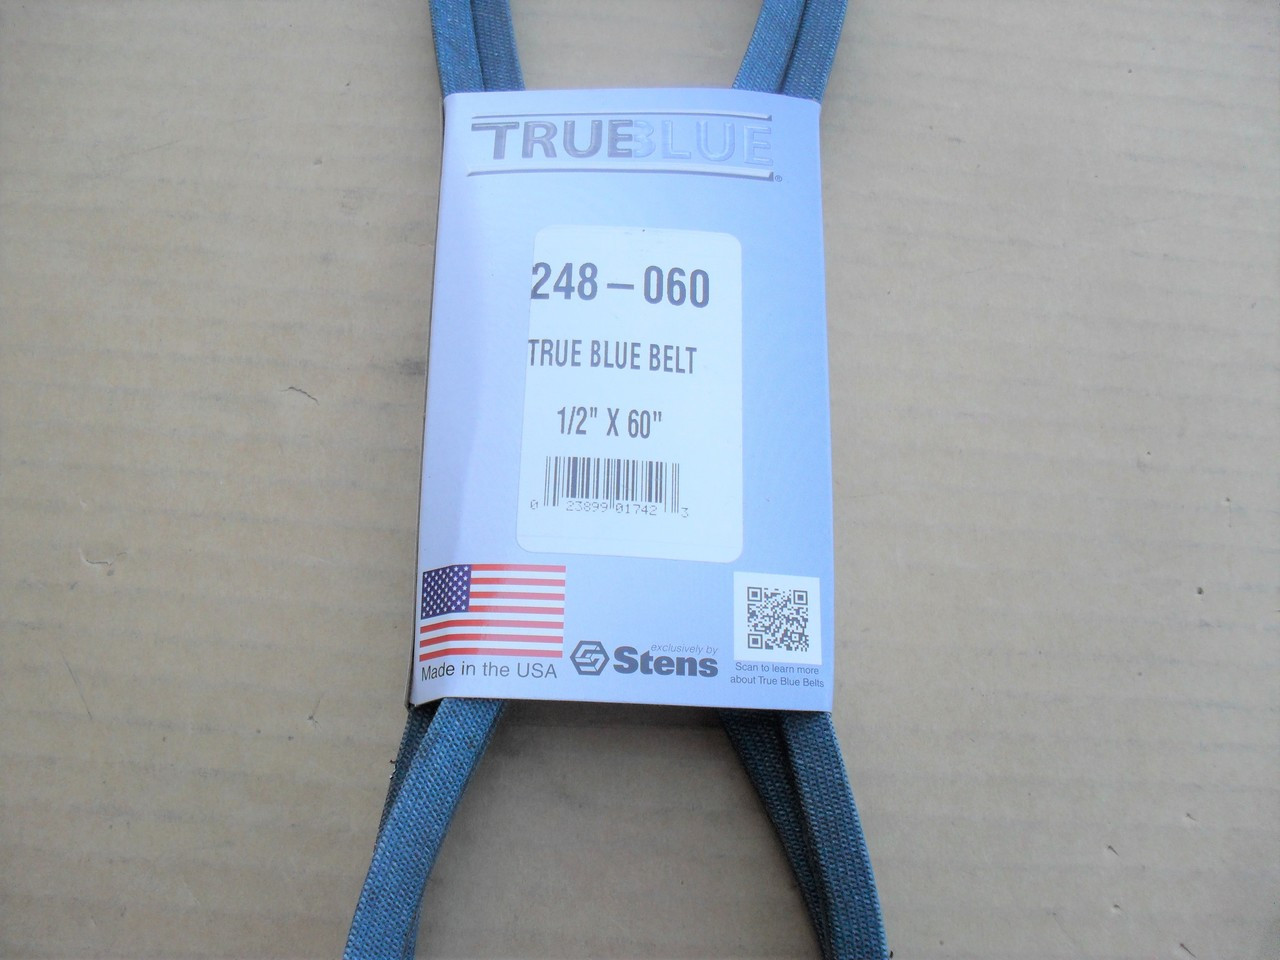 TRUEBLUE®
248-060
TRUE BLUE BELT
1/2" X 60"
0 23899 01742 3
Made in the USA
exclusively by
Stens
Scan to learn more
about True Blue Belts